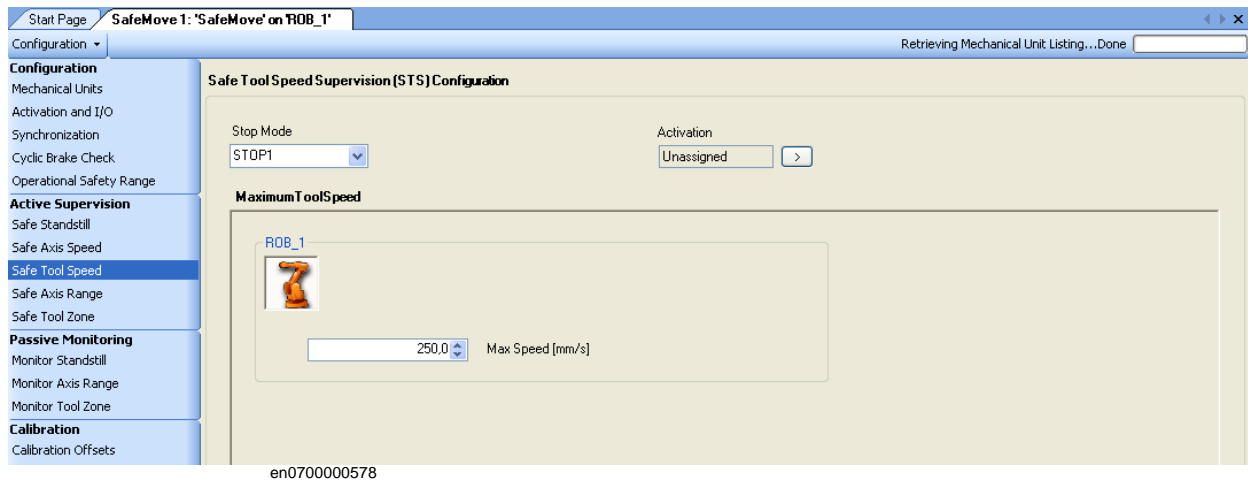 Start Page SafeMove 1: 'SafeMove' on 'ROB_1'
Configuration Retrieving Mechanical Unit Listing...Done
Configuration
Mechanical Units
Activation and I/O
Synchronization
Cyclic Brake Check
Operational Safety Range
Active Supervision
Safe Standstill
Safe Axis Speed
Safe Tool Speed
Safe Axis Range
Safe Tool Zone
Passive Monitoring
Monitor Standstill
Monitor Axis Range
Monitor Tool Zone
Calibration
Calibration Offsets
Safe Tool Speed Supervision (STS) Configuration
Stop Mode
STOP1
Activation
Unassigned >
MaximumToolSpeed
ROB_1
250,0 Max Speed [mm/s]
en0700000578